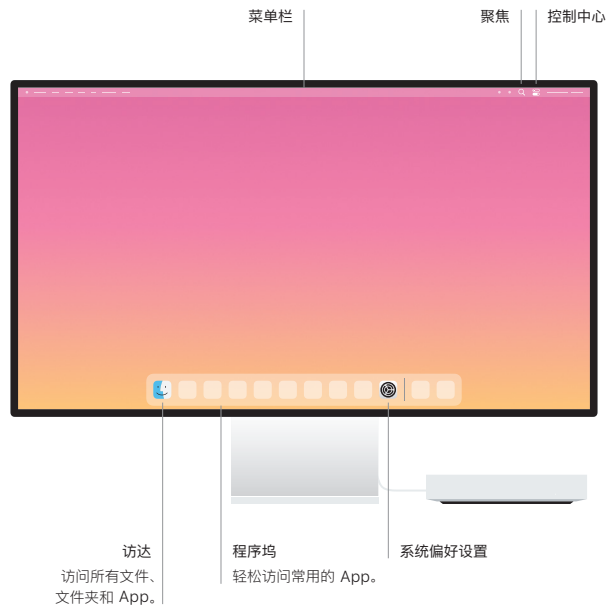 菜单栏
聚焦
控制中心
访达
访问所有文件、
文件夹和 App。
程序坞
轻松访问常用的 App。
系统偏好设置